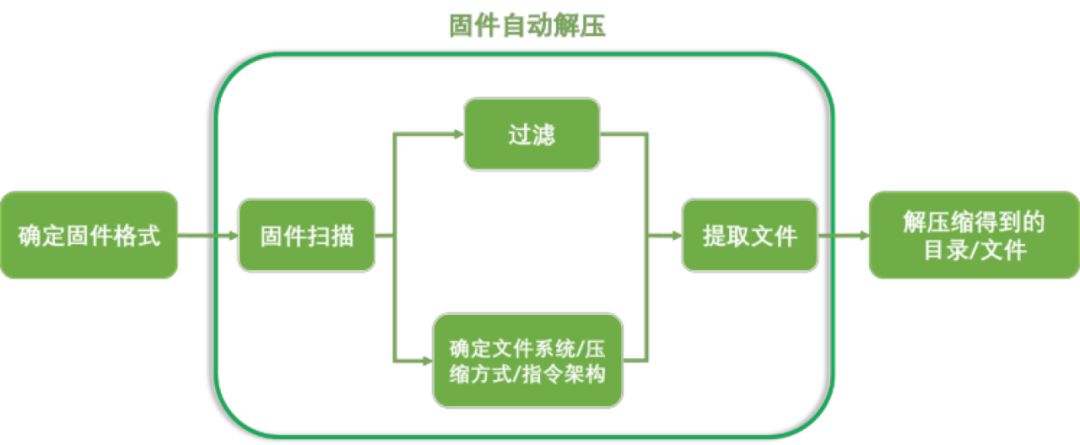 固件自动解压
过滤
确定固件格式
固件扫描
提取文件
解压缩得到的
目录/文件
确定文件系统/压
缩方式/指令架构